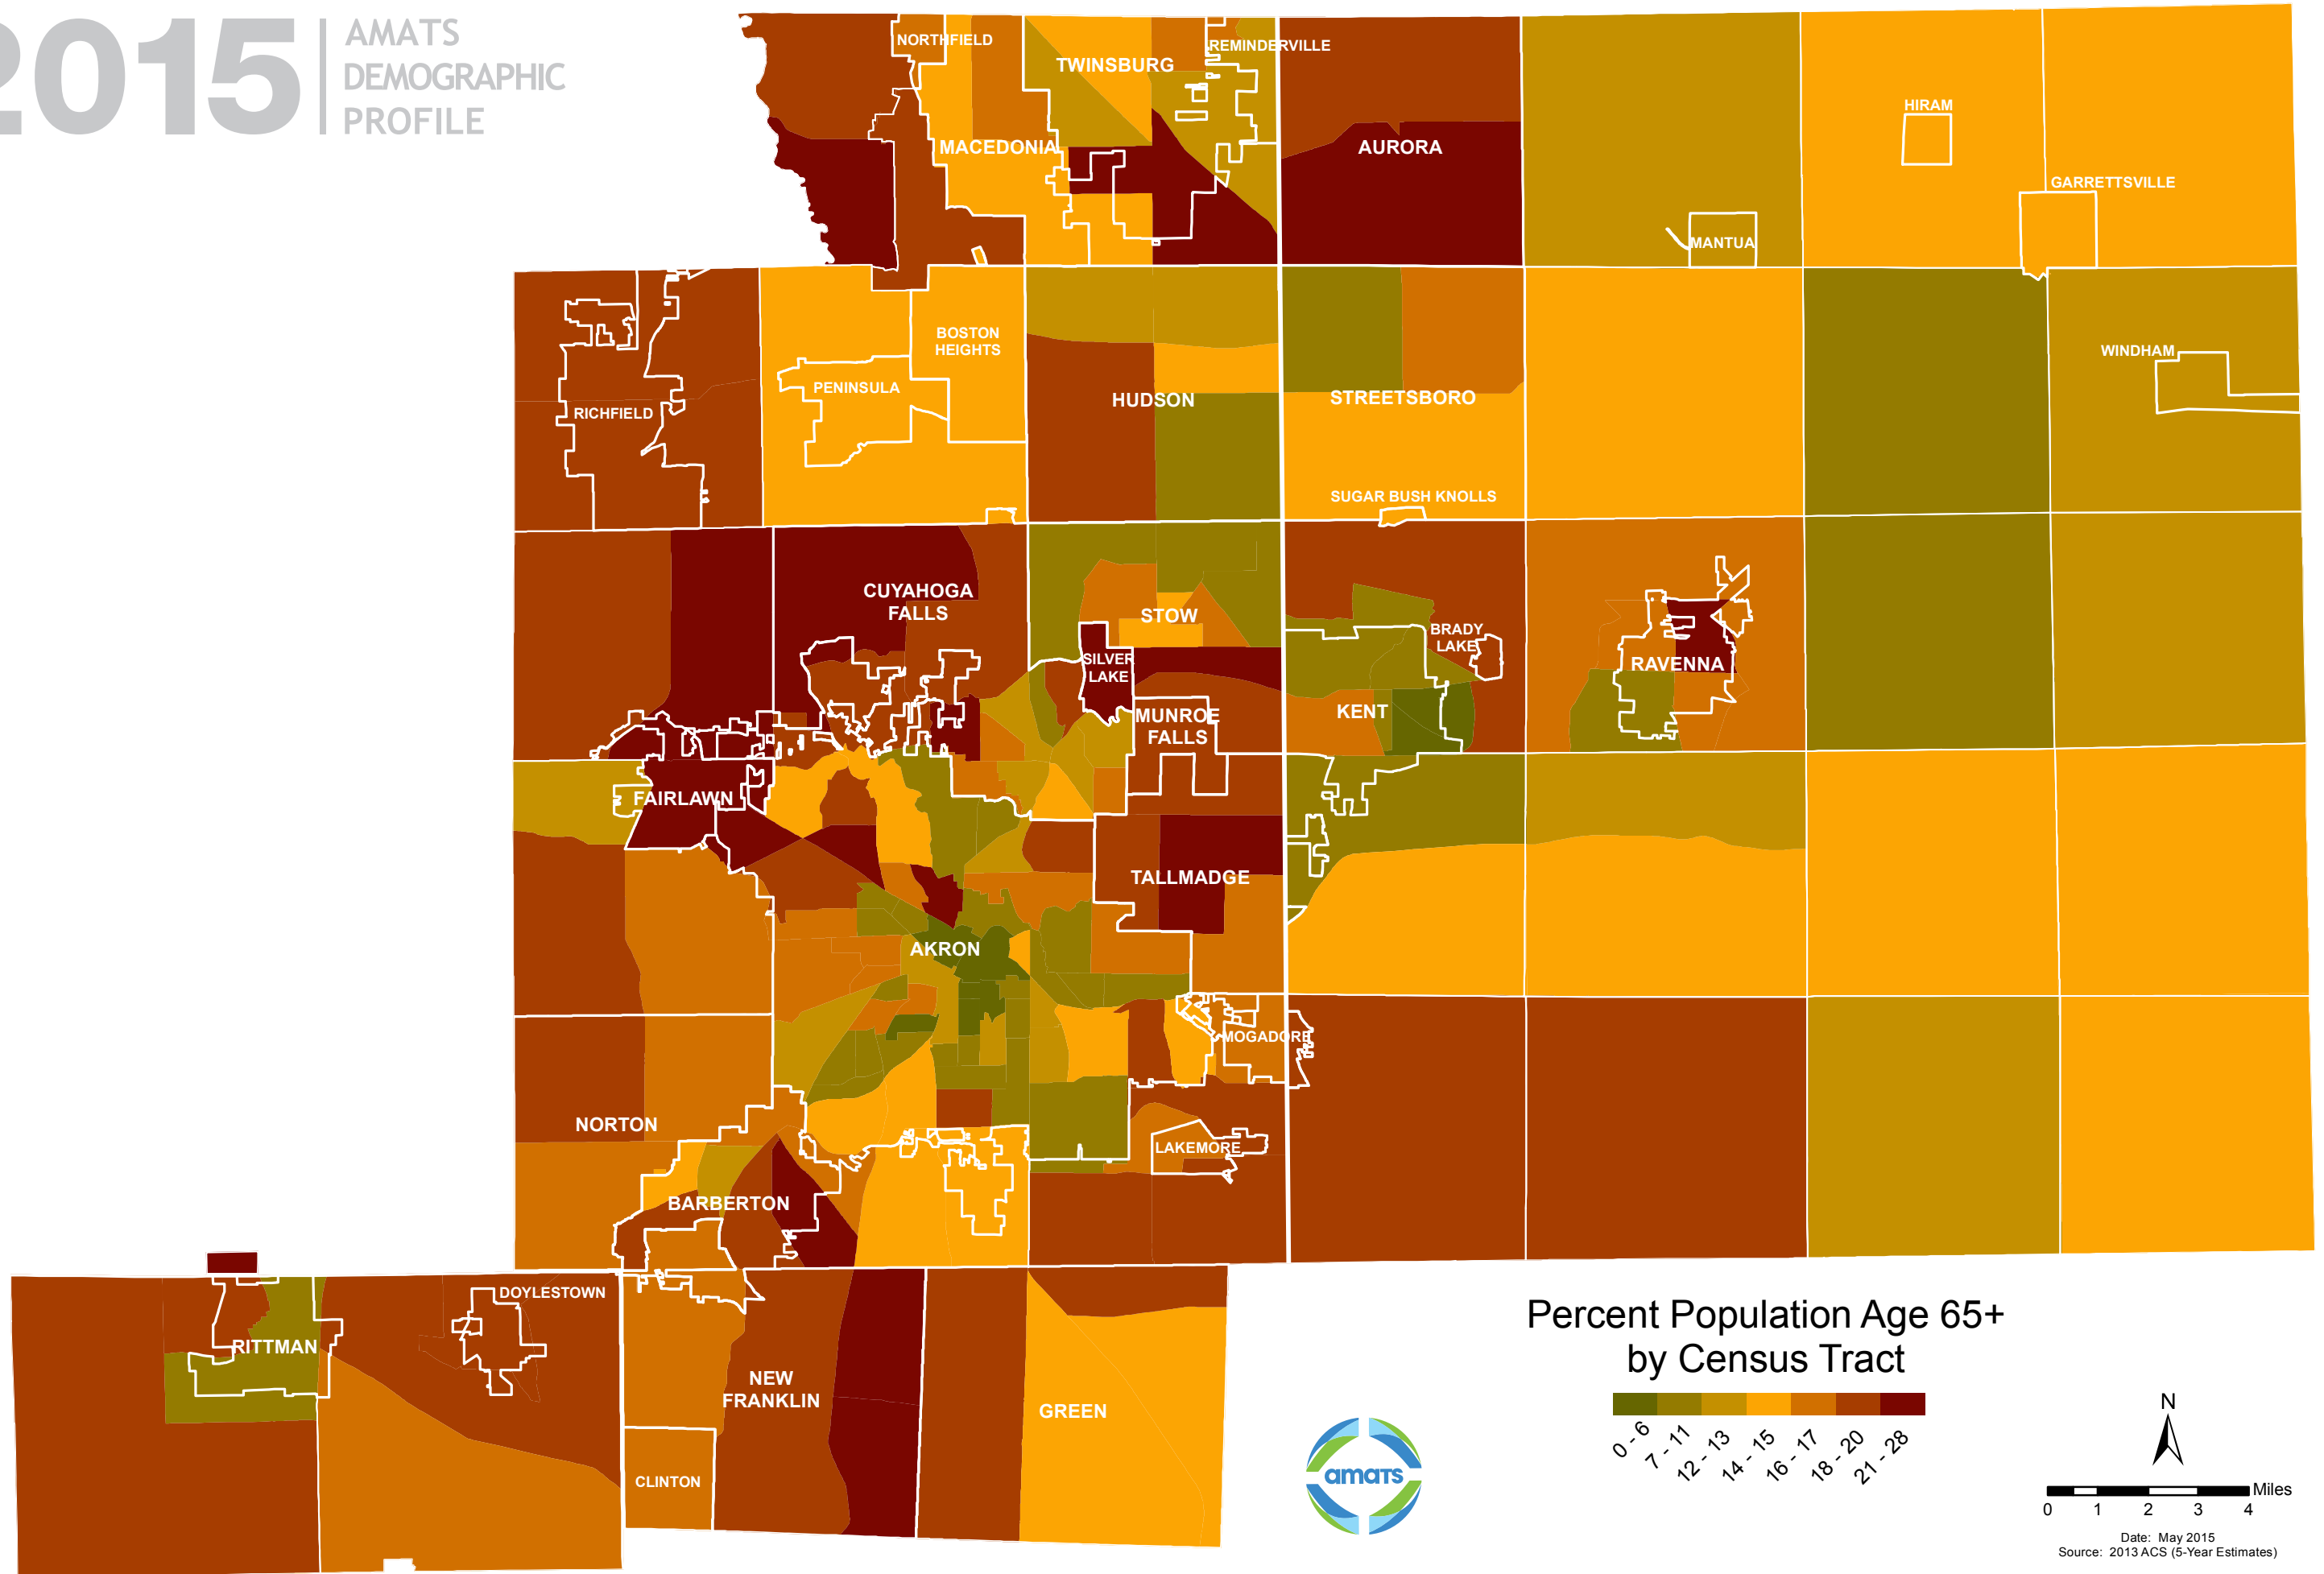 2015
AMATS
DEMOGRAPHIC
PROFILE
NORTHFIELD
REMINDERVILLE
TWINSBURG
MACEDONIA
AURORA
HIRAM
GARRETTSVILLE
MANTUA
BOSTON
HEIGHTS
PENINSULA
RICHFIELD
HUDSON
STREETSBORO
WINDHAM
SUGAR BUSH KNOLLS
CUYAHOGA
FALLS
STOW
SILVER
LAKE
BRADY
LAKE
RAVENNA
MUNROE
FALLS
KENT
FAIRLAWN
TALLMADGE
AKRON
MOGADORE
NORTON
LAKEMORE
BARBERTON
DOYLESTOWN
RITTMAN
NEW
FRANKLIN
GREEN
CLINTON
amats
Percent Population Age 65+
by Census Tract
0 - 6
7 - 11
12 - 13
14 - 15
16 - 17
18 - 20
21 - 28
N
Miles
0 1 2 3 4
Date: May 2015
Source: 2013 ACS (5-Year Estimates)